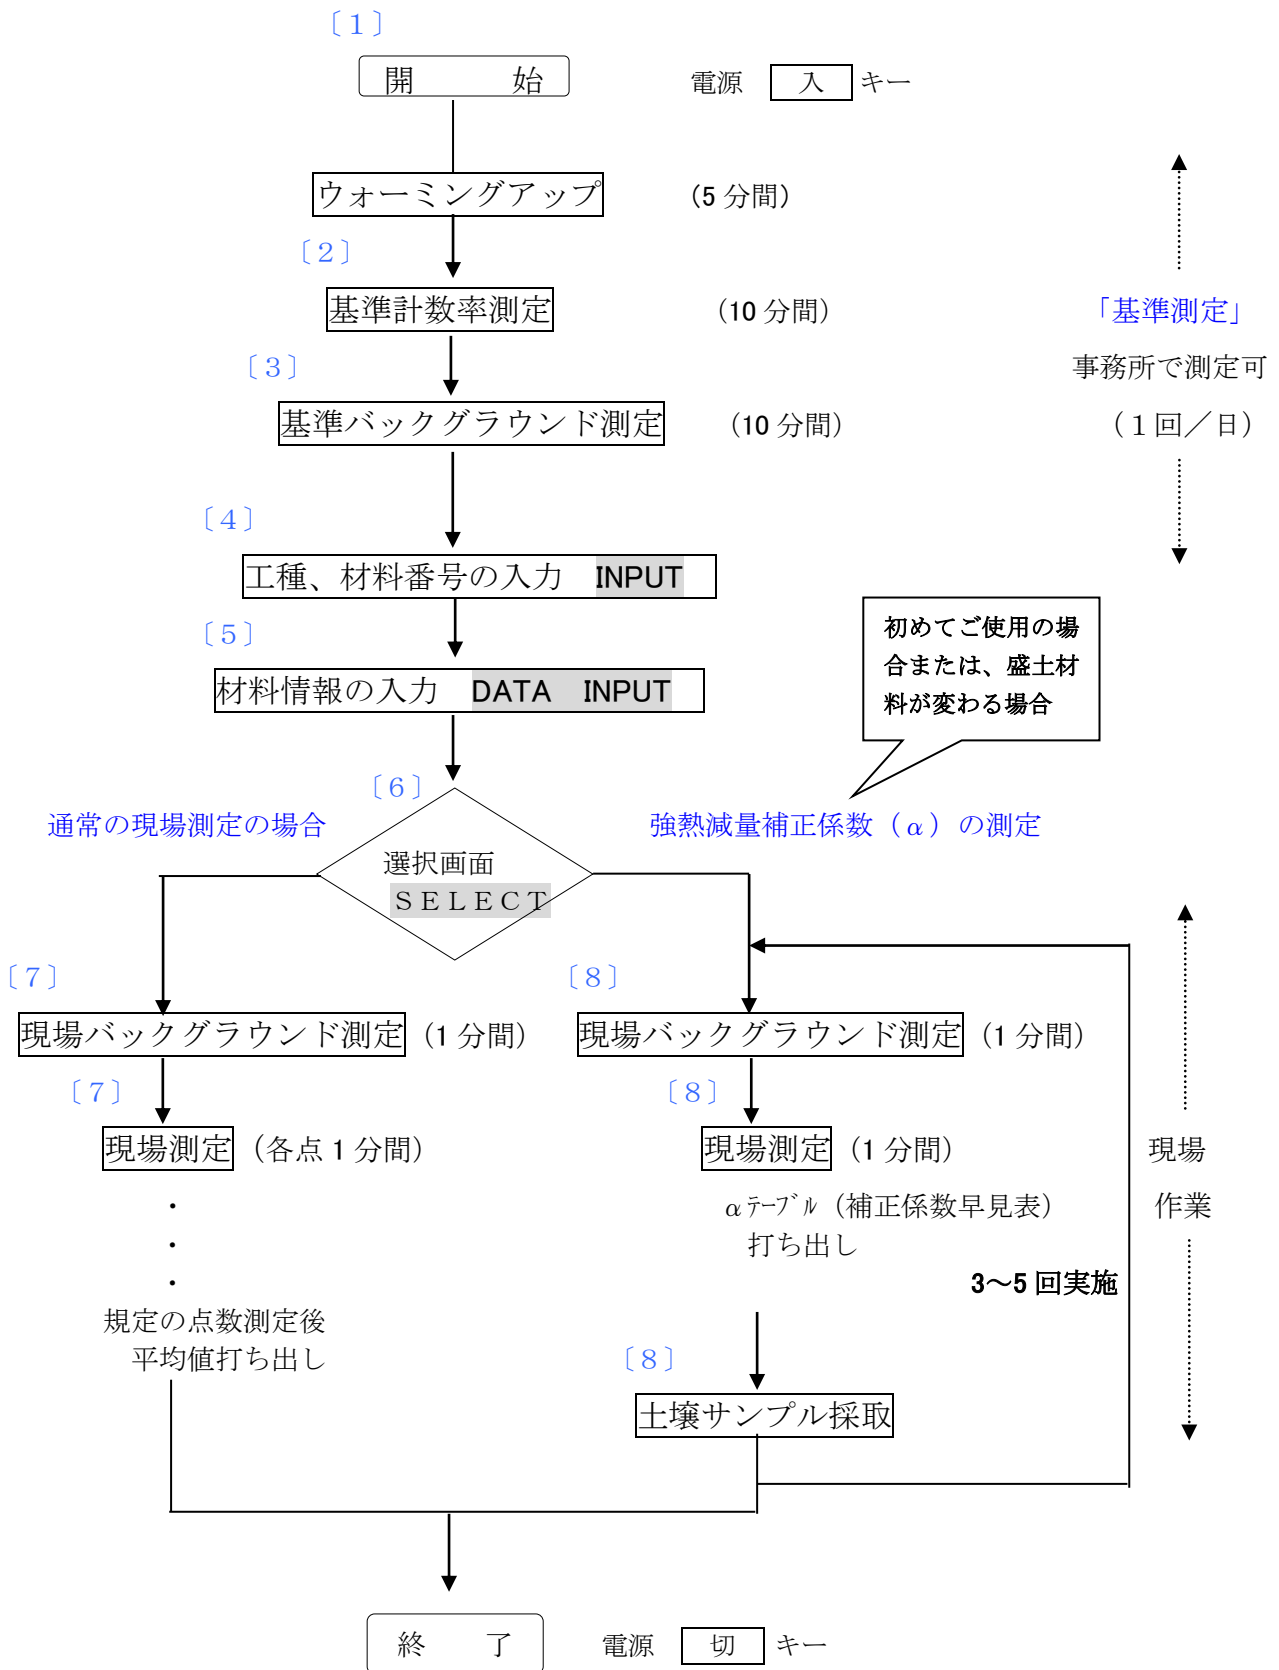 〔１〕
開　　　始　　　電源　入　キー
ウォーミングアップ　（5 分間）
〔２〕
基準計数率測定　（10 分間）　「基準測定」
〔３〕
事務所で測定可
基準バックグラウンド測定　（10 分間）　（１回／日）
〔４〕
工種、材料番号の入力　INPUT
〔５〕
材料情報の入力　DATA　INPUT
初めてご使用の場
合または、盛土材
料が変わる場合
〔６〕
通常の現場測定の場合　強熱減量補正係数（α）の測定
選択画面
ＳＥＬＥＣＴ
〔７〕　〔８〕
現場バックグラウンド測定（1 分間）　現場バックグラウンド測定（1 分間）
〔７〕　〔８〕
現場測定（各点 1 分間）　現場測定（1 分間）　現場
・　αﾃｰﾌﾞﾙ（補正係数早見表）　作業
・　打ち出し
・　3～5 回実施
規定の点数測定後
平均値打ち出し　〔８〕
土壌サンプル採取
終　　了　　電源　切　キー